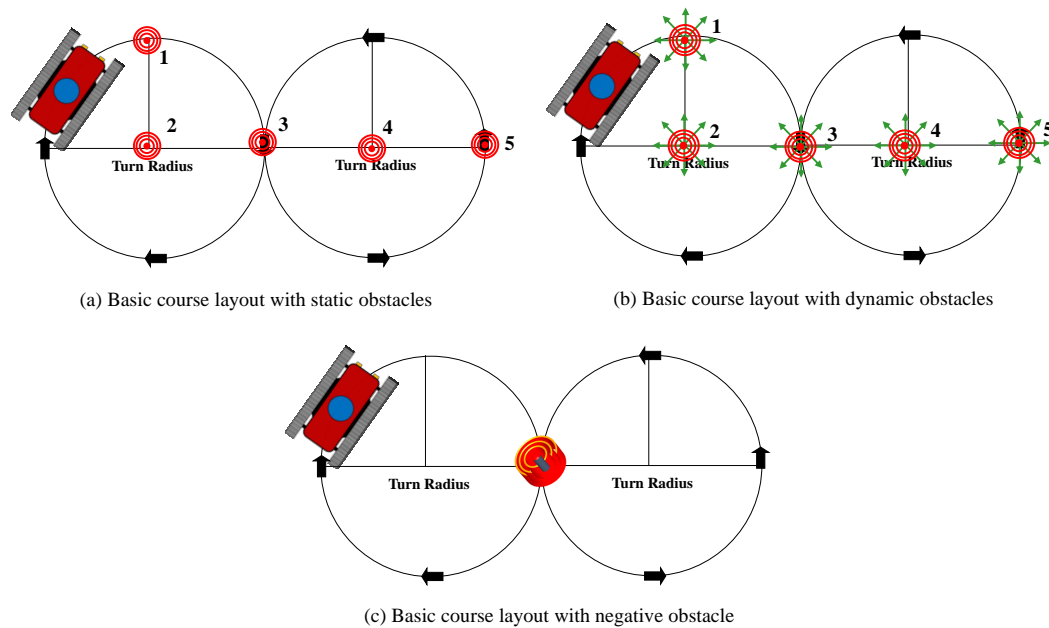 1
2
3
4
5
Turn Radius
Turn Radius
(a) Basic course layout with static obstacles
1
2
3
4
5
Turn Radius
Turn Radius
(b) Basic course layout with dynamic obstacles
Turn Radius
Turn Radius
(c) Basic course layout with negative obstacle